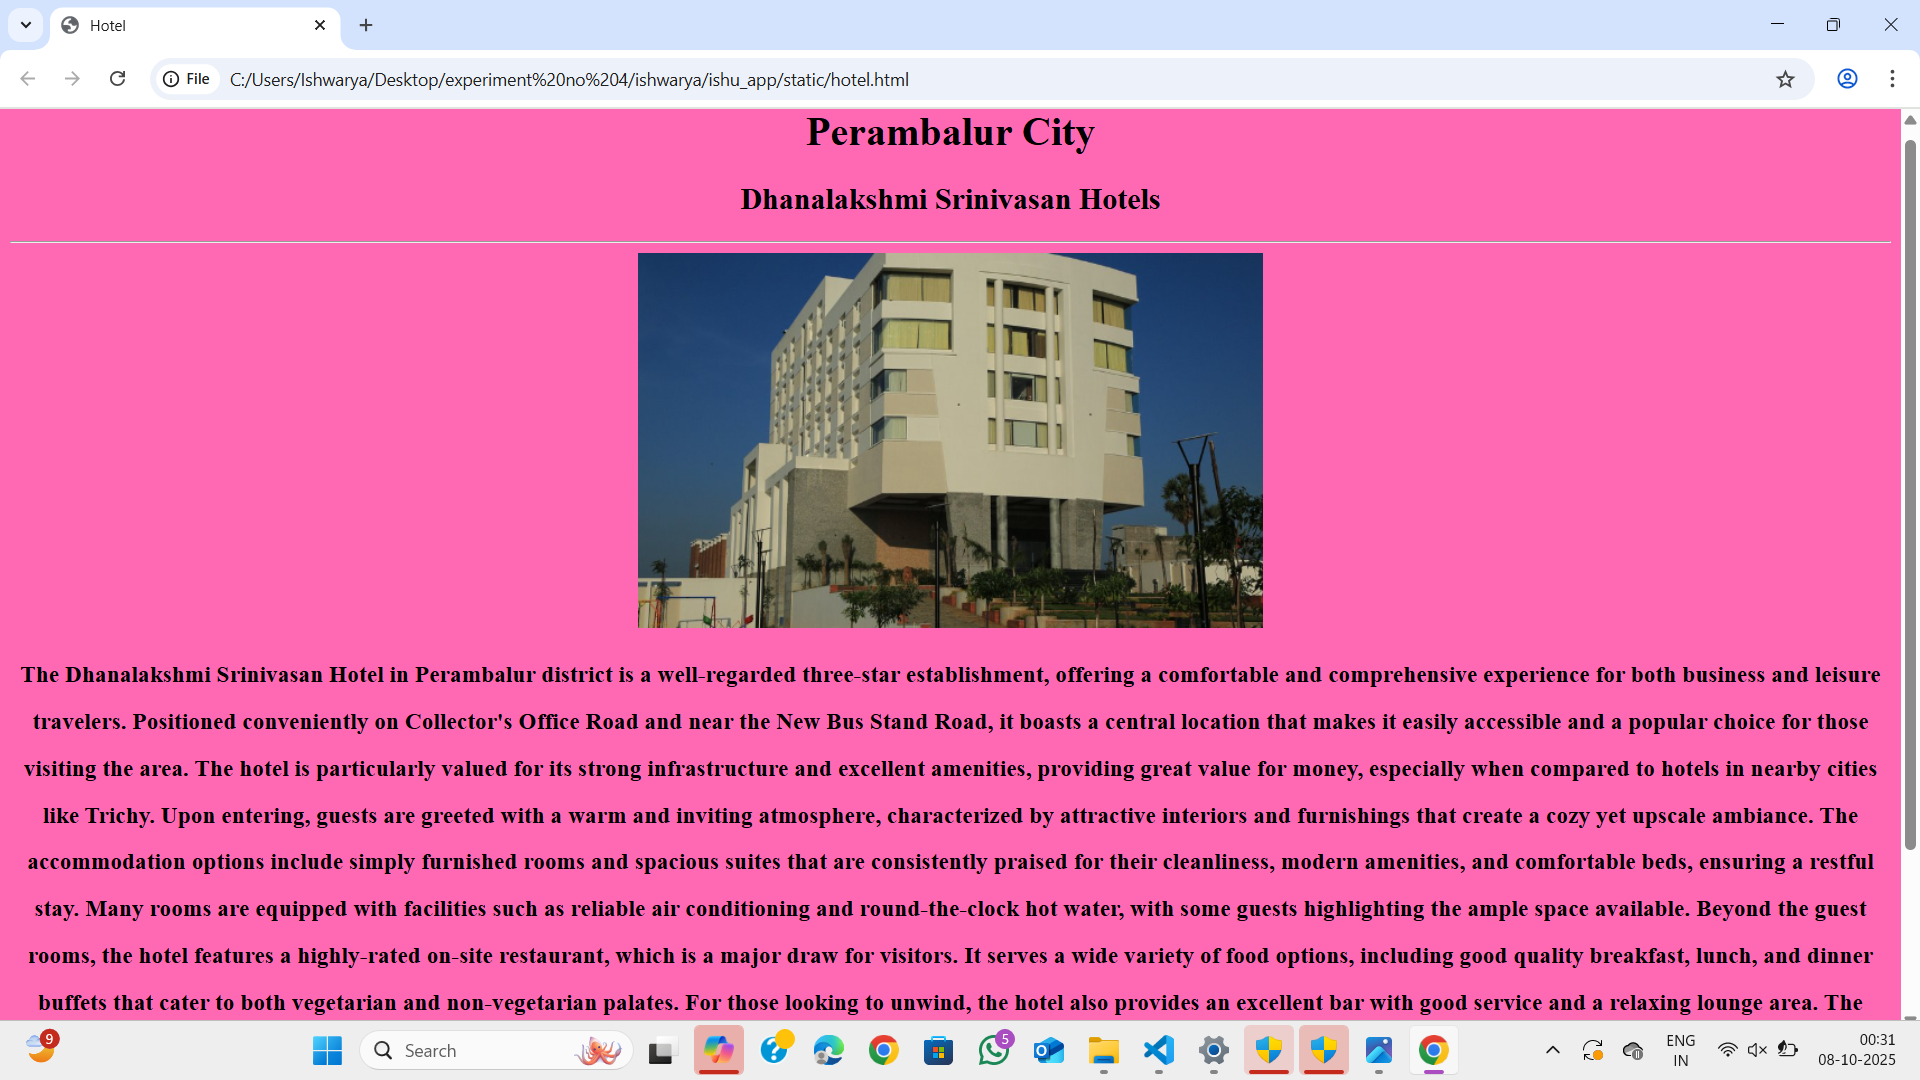 Hotel
File
C:/Users/Ishwarya/Desktop/experiment%20no%204/ishwarya/ishu_app/static/hotel.html
Perambalur City
Dhanalakshmi Srinivasan Hotels
The Dhanalakshmi Srinivasan Hotel in Perambalur district is a well-regarded three-star establishment, offering a comfortable and comprehensive experience for both business and leisure
travelers. Positioned conveniently on Collector's Office Road and near the New Bus Stand Road, it boasts a central location that makes it easily accessible and a popular choice for those
visiting the area. The hotel is particularly valued for its strong infrastructure and excellent amenities, providing great value for money, especially when compared to hotels in nearby cities
like Trichy. Upon entering, guests are greeted with a warm and inviting atmosphere, characterized by attractive interiors and furnishings that create a cozy yet upscale ambiance. The
accommodation options include simply furnished rooms and spacious suites that are consistently praised for their cleanliness, modern amenities, and comfortable beds, ensuring a restful
stay. Many rooms are equipped with facilities such as reliable air conditioning and round-the-clock hot water, with some guests highlighting the ample space available. Beyond the guest
rooms, the hotel features a highly-rated on-site restaurant, which is a major draw for visitors. It serves a wide variety of food options, including good quality breakfast, lunch, and dinner
buffets that cater to both vegetarian and non-vegetarian palates. For those looking to unwind, the hotel also provides an excellent bar with good service and a relaxing lounge area. The
9
Search
5
ENG
IN
00:31
08-10-2025